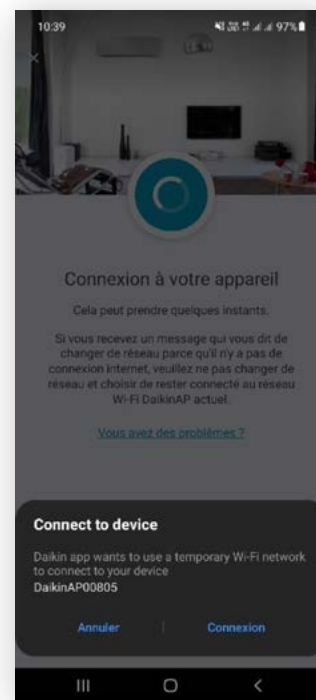 10:39
97%
Connexion à votre appareil
Cela peut prendre quelques instants.
Si vous recevez un message qui vous dit de
changer de réseau parce qu'il n'y a pas de
connexion Internet, veuillez ne pas changer de
réseau et choisir de rester connecté au réseau
Wi-Fi DaikinAP actuel.
Vous avez des problèmes ?
Connect to device
Daikin app wants to use a temporary Wi-Fi network
to connect to your device
DaikinAP00805
Annuler
Connexion